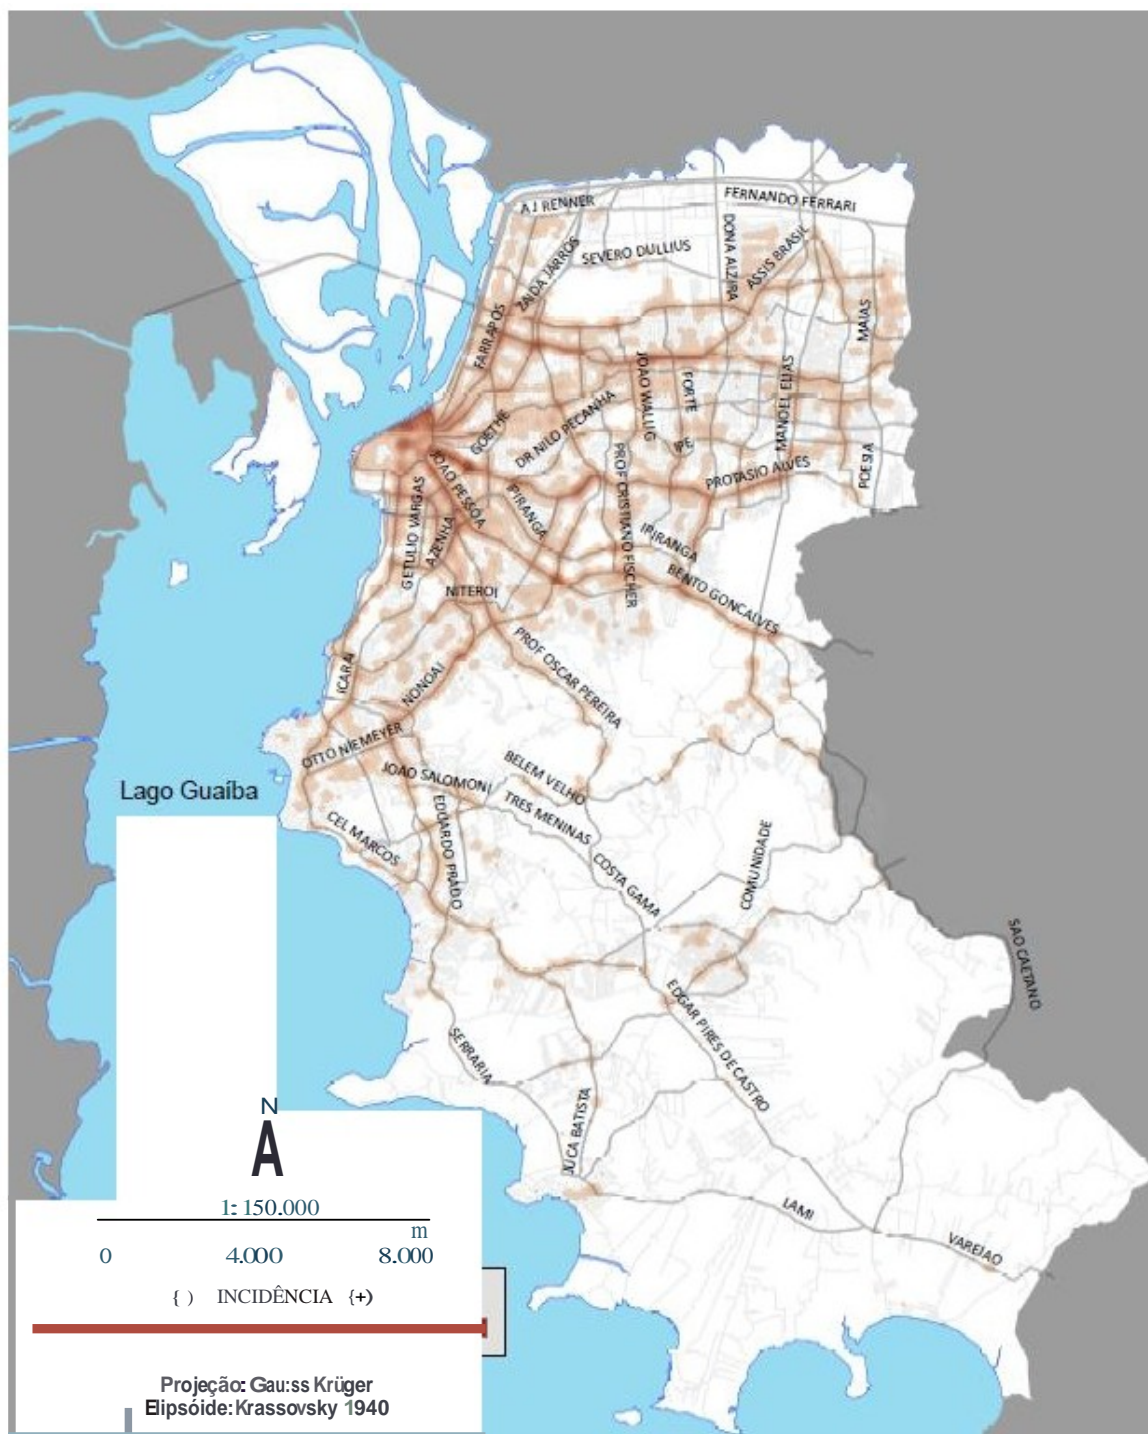 A J RENNER
FERNANDO FERRARI
SEVERO DULLIUS
DONA ALZIRA
ASSIS BRASIL
ZAIDA JARROS
FARRAPOS
MAIAS
JOAO WALLIG
FORTE
MANOEL ELIAS
GOETHE
DR NILO PECANHA
IPE
JOAO PESSOA
PROTASIO ALVES
POESIA
GETULIO VARGAS
AZENHA
IPIRANGA
PROF CRISTIANO FISCHER
IPIRANGA
BENTO GONCALVES
NITEROI
PROF OSCAR PEREIRA
ICARAI
NONOAI
OTTO NIEMEYER
JOAO SALOMONI
BELEM VELHO
Lago Guaíba
TRES MENINAS
CEL MARCOS
EDUARDO PRADO
COSTA GAMA
COMUNIDADE
SAO CAETANO
EDGAR PIRES DE CASTRO
SERRARIA
JUCA BATISTA
LAMI
VAREJAO
N
A
1: 150.000
m
0 4.000 8.000
{ ) INCIDÊNCIA {+)
Projeção: Gau:ss Krüger
Elipsóide: Krassovsky 1940